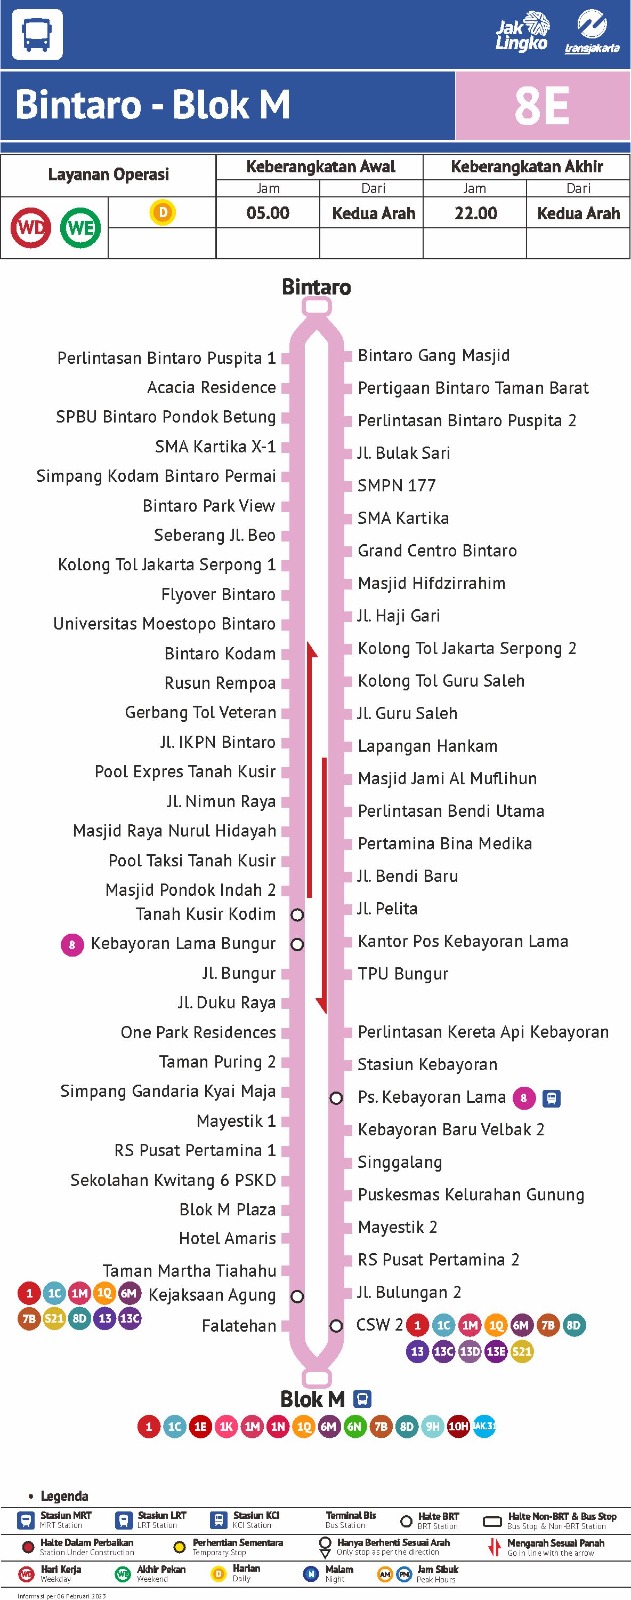 Jak
Lingko
transjakarta
Bintaro - Blok M
8E
Layanan Operasi
Keberangkatan Awal
Keberangkatan Akhir
Jam
Dari
Jam
Dari
WD
WE
D
05.00
Kedua Arah
22.00
Kedua Arah
Bintaro
Perlintasan Bintaro Puspita 1
Acacia Residence
SPBU Bintaro Pondok Betung
SMA Kartika X-1
Simpang Kodam Bintaro Permai
Bintaro Park View
Seberang Jl. Beo
Kolong Tol Jakarta Serpong 1
Flyover Bintaro
Universitas Moestopo Bintaro
Bintaro Kodam
Rusun Rempoa
Gerbang Tol Veteran
Jl. IKPN Bintaro
Pool Expres Tanah Kusir
Jl. Nimun Raya
Masjid Raya Nurul Hidayah
Pool Taksi Tanah Kusir
Masjid Pondok Indah 2
Tanah Kusir Kodim
8 Kebayoran Lama Bungur
Jl. Bungur
Jl. Duku Raya
One Park Residences
Taman Puring 2
Simpang Gandaria Kyai Maja
Mayestik 1
RS Pusat Pertamina 1
Sekolahan Kwitang 6 PSKD
Blok M Plaza
Hotel Amaris
Taman Martha Tiahahu
1 1C 1M 1Q 6M Kejaksaan Agung
7B S21 8D 13 13C
Falatehan
Bintaro Gang Masjid
Pertigaan Bintaro Taman Barat
Perlintasan Bintaro Puspita 2
Jl. Bulak Sari
SMPN 177
SMA Kartika
Grand Centro Bintaro
Masjid Hifdzirrahim
Jl. Haji Gari
Kolong Tol Jakarta Serpong 2
Kolong Tol Guru Saleh
Jl. Guru Saleh
Lapangan Hankam
Masjid Jami Al Muflihun
Perlintasan Bendi Utama
Pertamina Bina Medika
Jl. Bendi Baru
Jl. Pelita
Kantor Pos Kebayoran Lama
TPU Bungur
Perlintasan Kereta Api Kebayoran
Stasiun Kebayoran
Ps. Kebayoran Lama 8
Kebayoran Baru Velbak 2
Singgalang
Puskesmas Kelurahan Gunung
Mayestik 2
RS Pusat Pertamina 2
Jl. Bulungan 2
CSW 2 1 1C 1M 1Q 6M 7B 8D
13 13C 13D 13E S21
Blok M
1 1C 1E 1K 1M 1N 1Q 6M 6N 7B 8D 9H 10H JAK.31
• Legenda
Stasiun MRT
MRT Station
Stasiun LRT
LRT Station
Stasiun KCI
KCI Station
Terminal Bis
Bus Station
Halte BRT
BRT Station
Halte Non-BRT & Bus Stop
Bus Stop & Non-BRT Station
Halte Dalam Perbaikan
Station Under Construction
Perhentian Sementara
Temporary Stop
Hanya Berhenti Sesuai Arah
Only stop as per the direction
Mengarah Sesuai Panah
Go in line with the arrow
WD Hari Kerja
Weekday
WE Akhir Pekan
Weekend
D Harian
Daily
N Malam
Night
AM PM Jam Sibuk
Peak Hours
Informasi per 06 Februari 2023